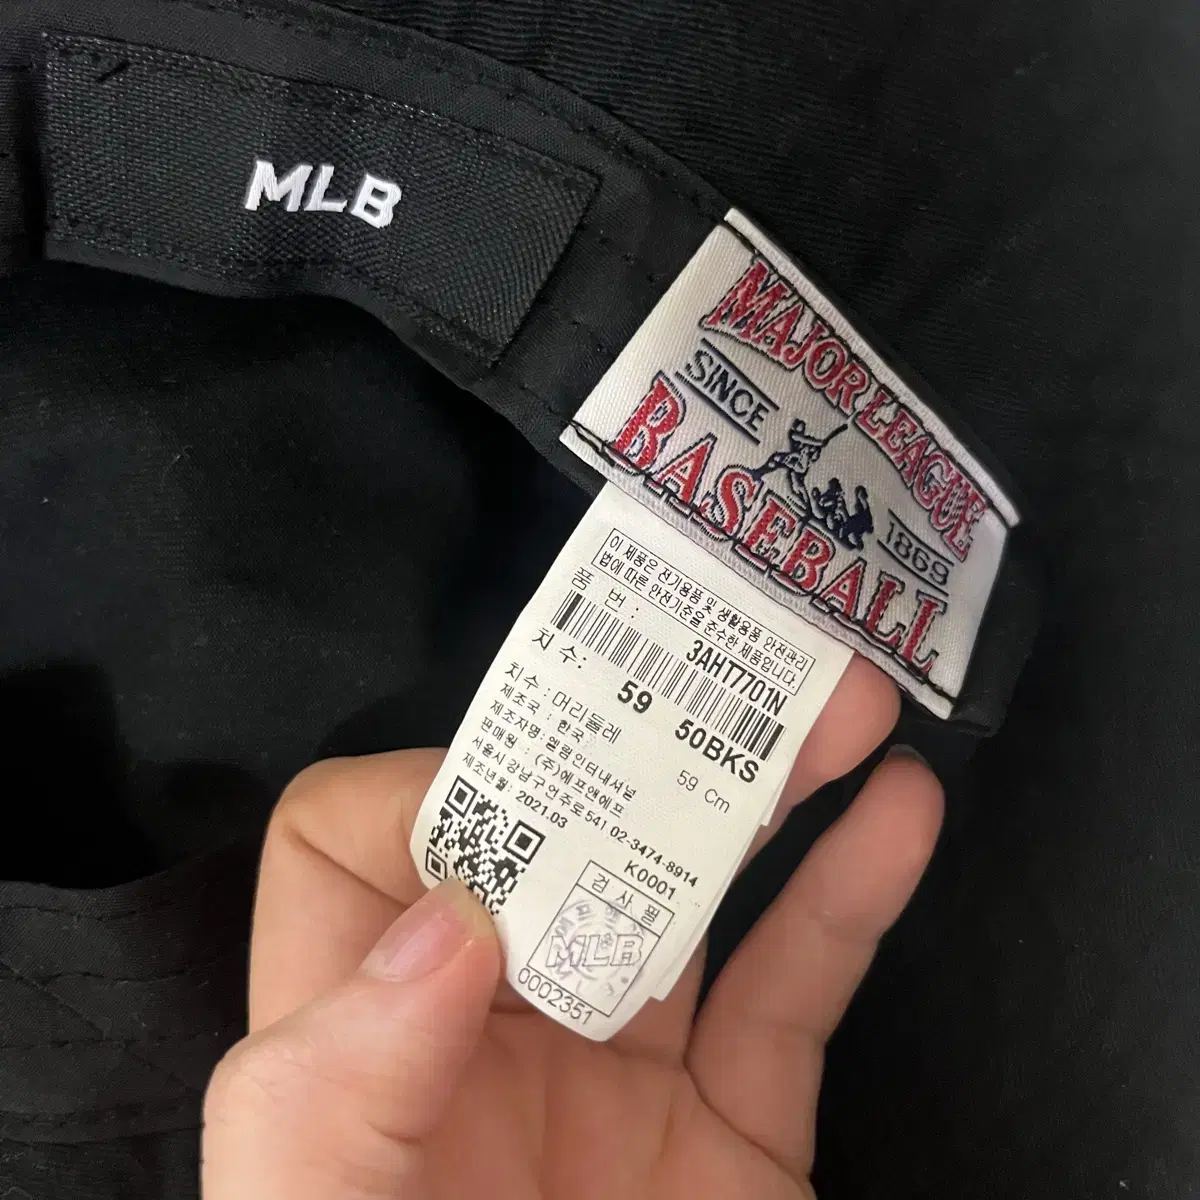 MLB
MAJOR LEAGUE
SINCE
1869
BASEBALL
이 제품은 전기용품 및 생활용품 안전관리
법에 따른 안전기준을 준수한 제품입니다.
품 번 : 3AHT7701N
치 수: 59 50BKS
치수 : 머리둘레 59 Cm
제조국 : 한국
제조자명: 엘림인터내셔널
판매원 : (주)에프앤에프
서울시 강남구 언주로 541 02-3474-8914
제조년월: 2021.03
K0001
검 사 필
MLB
0002351